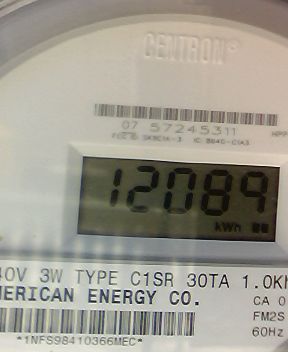 CENTRON®
07 57245311
12089
kWh
40V 3W TYPE C1SR 30TA 1.0Kh
MERICAN ENERGY CO.
CA 0
FM2S
60Hz
*1NFS98410366MEC*